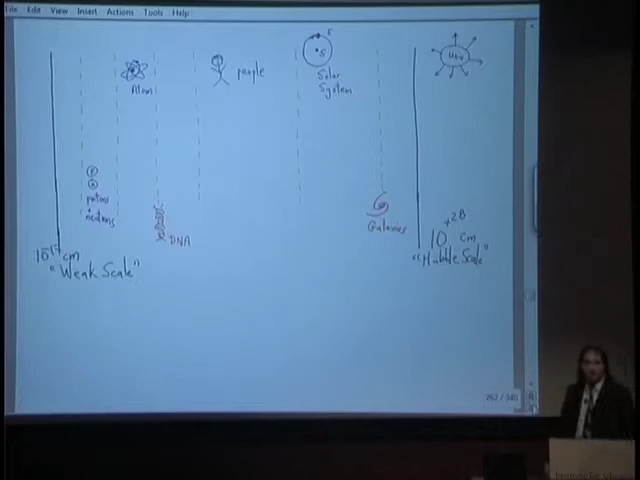 File Edit View Insert Actions Tools Help
Atom
people
E
S
Solar
System
Univ
P
n
protons
neutrons
DNA
Galaxies
10^-17 cm
"Weak Scale"
10^+28 cm
"Hubble Scale"